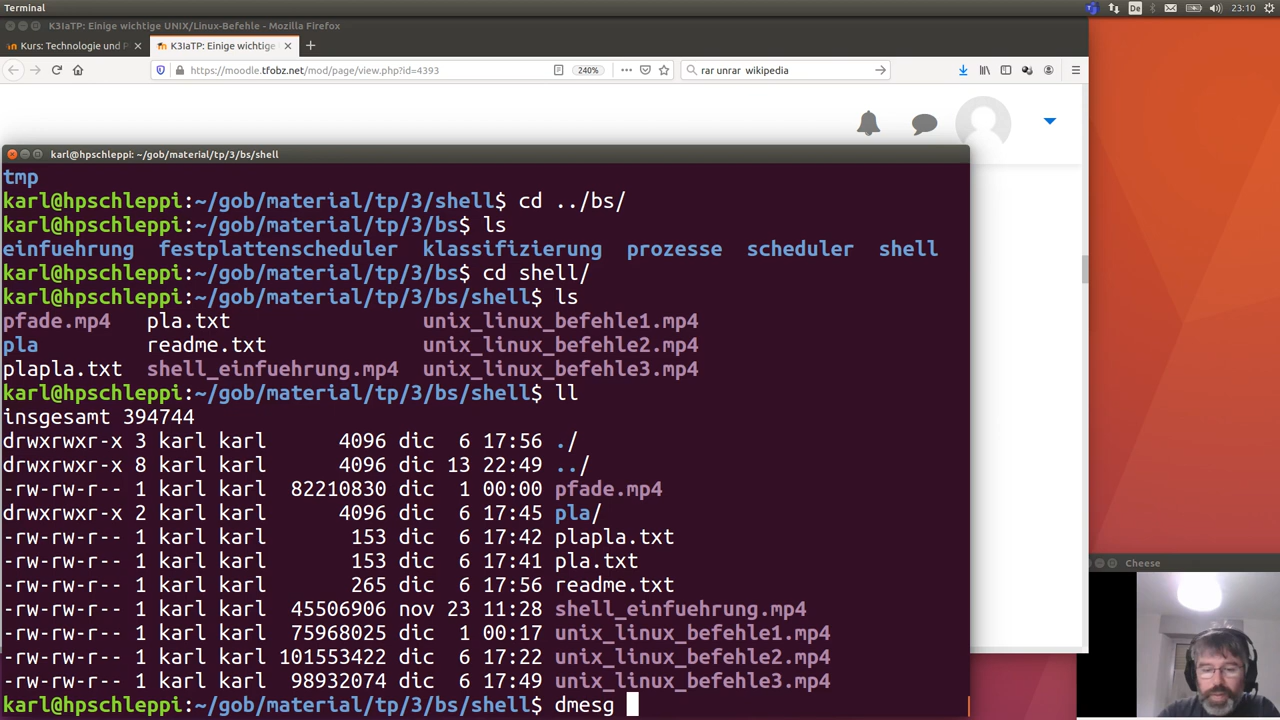 Terminal
De
23:10
K3IaTP: Einige wichtige UNIX/Linux-Befehle - Mozilla Firefox
Kurs: Technologie und P
K3IaTP: Einige wichtige
https://moodle.tfobz.net/mod/page/view.php?id=4393
240%
rar unrar wikipedia
karl@hpschleppi: ~/gob/material/tp/3/bs/shell
tmp
karl@hpschleppi:~/gob/material/tp/3/shell$ cd ../bs/
karl@hpschleppi:~/gob/material/tp/3/bs$ ls
einfuehrung festplattenscheduler klassifizierung prozesse scheduler shell
karl@hpschleppi:~/gob/material/tp/3/bs$ cd shell/
karl@hpschleppi:~/gob/material/tp/3/bs/shell$ ls
pfade.mp4 pla.txt unix_linux_befehle1.mp4
pla readme.txt unix_linux_befehle2.mp4
plapla.txt shell_einfuehrung.mp4 unix_linux_befehle3.mp4
karl@hpschleppi:~/gob/material/tp/3/bs/shell$ ll
insgesamt 394744
drwxrwxr-x 3 karl karl 4096 dic 6 17:56 ./
drwxrwxr-x 8 karl karl 4096 dic 13 22:49 ../
-rw-rw-r-- 1 karl karl 82210830 dic 1 00:00 pfade.mp4
drwxrwxr-x 2 karl karl 4096 dic 6 17:45 pla/
-rw-rw-r-- 1 karl karl 153 dic 6 17:42 plapla.txt
-rw-rw-r-- 1 karl karl 153 dic 6 17:41 pla.txt
-rw-rw-r-- 1 karl karl 265 dic 6 17:56 readme.txt
-rw-rw-r-- 1 karl karl 45506906 nov 23 11:28 shell_einfuehrung.mp4
-rw-rw-r-- 1 karl karl 75968025 dic 1 00:17 unix_linux_befehle1.mp4
-rw-rw-r-- 1 karl karl 101553422 dic 6 17:22 unix_linux_befehle2.mp4
-rw-rw-r-- 1 karl karl 98932074 dic 6 17:49 unix_linux_befehle3.mp4
karl@hpschleppi:~/gob/material/tp/3/bs/shell$ dmesg
Cheese